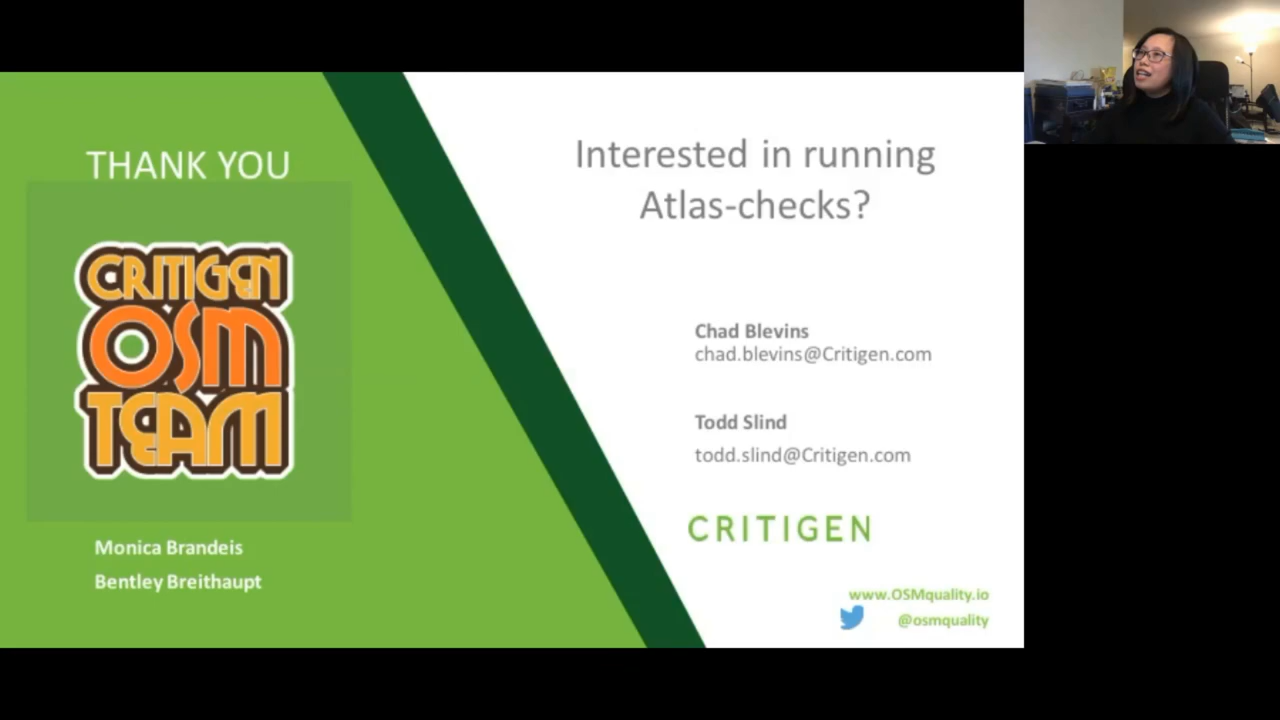 THANK YOU
CRITIGEN
OSM
TEAM
Monica Brandeis
Bentley Breithaupt
Interested in running
Atlas-checks?
Chad Blevins
chad.blevins@Critigen.com
Todd Slind
todd.slind@Critigen.com
CRITIGEN
www.OSMquality.io
@osmquality